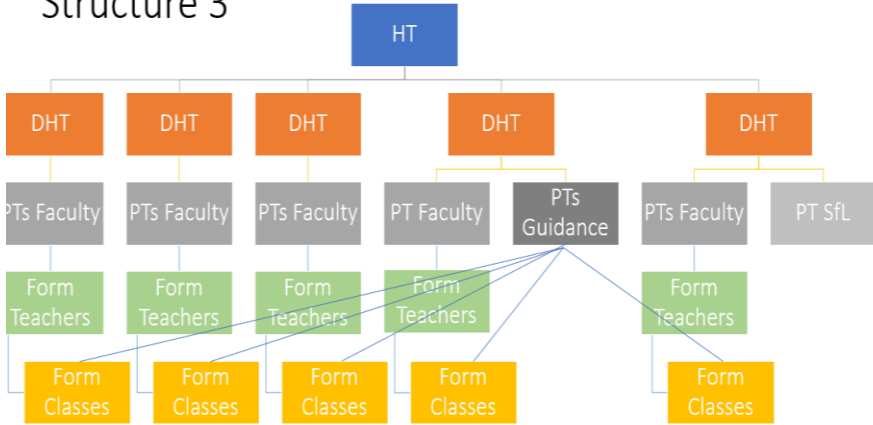 Structure 3
HT
DHT
DHT
DHT
DHT
DHT
PTs Faculty
PTs Faculty
PTs Faculty
PT Faculty
PTs
Guidance
PTs Faculty
PT SfL
Form
Teachers
Form
Teachers
Form
Teachers
Form
Teachers
Form
Teachers
Form
Classes
Form
Classes
Form
Classes
Form
Classes
Form
Classes